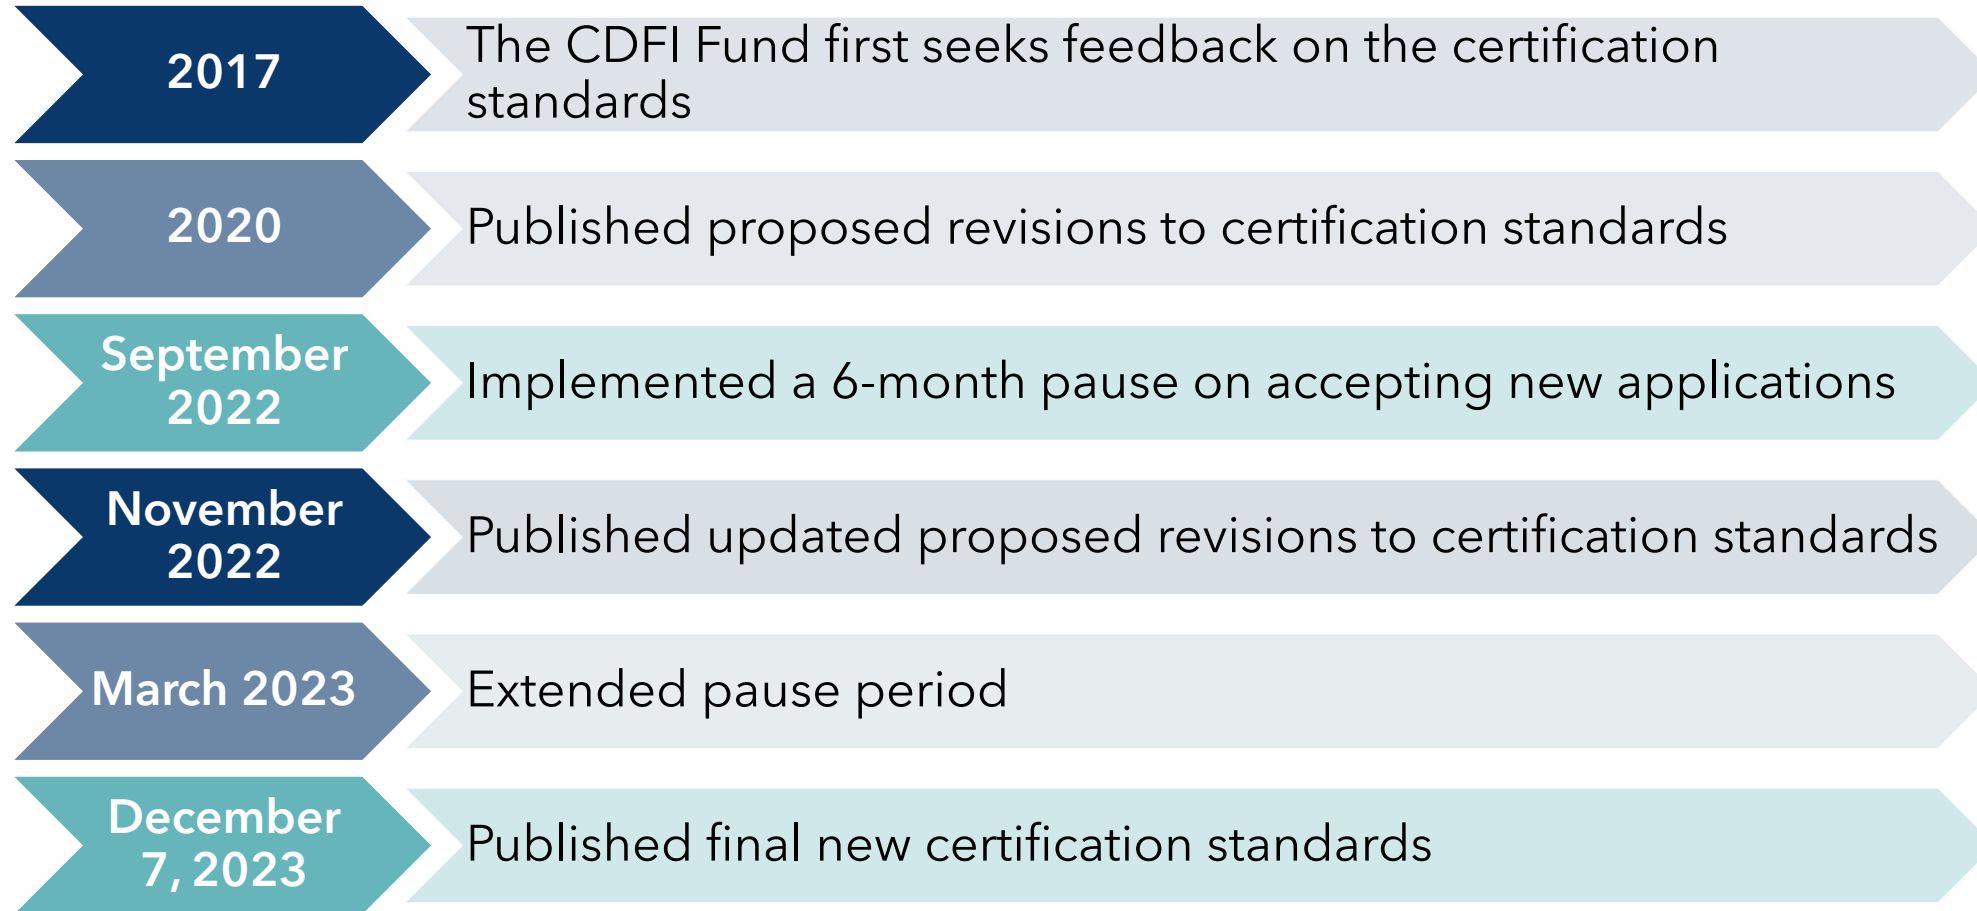 2017
The CDFI Fund first seeks feedback on the certification
standards
2020
Published proposed revisions to certification standards
September
2022
Implemented a 6-month pause on accepting new applications
November
2022
Published updated proposed revisions to certification standards
March 2023
Extended pause period
December
7, 2023
Published final new certification standards